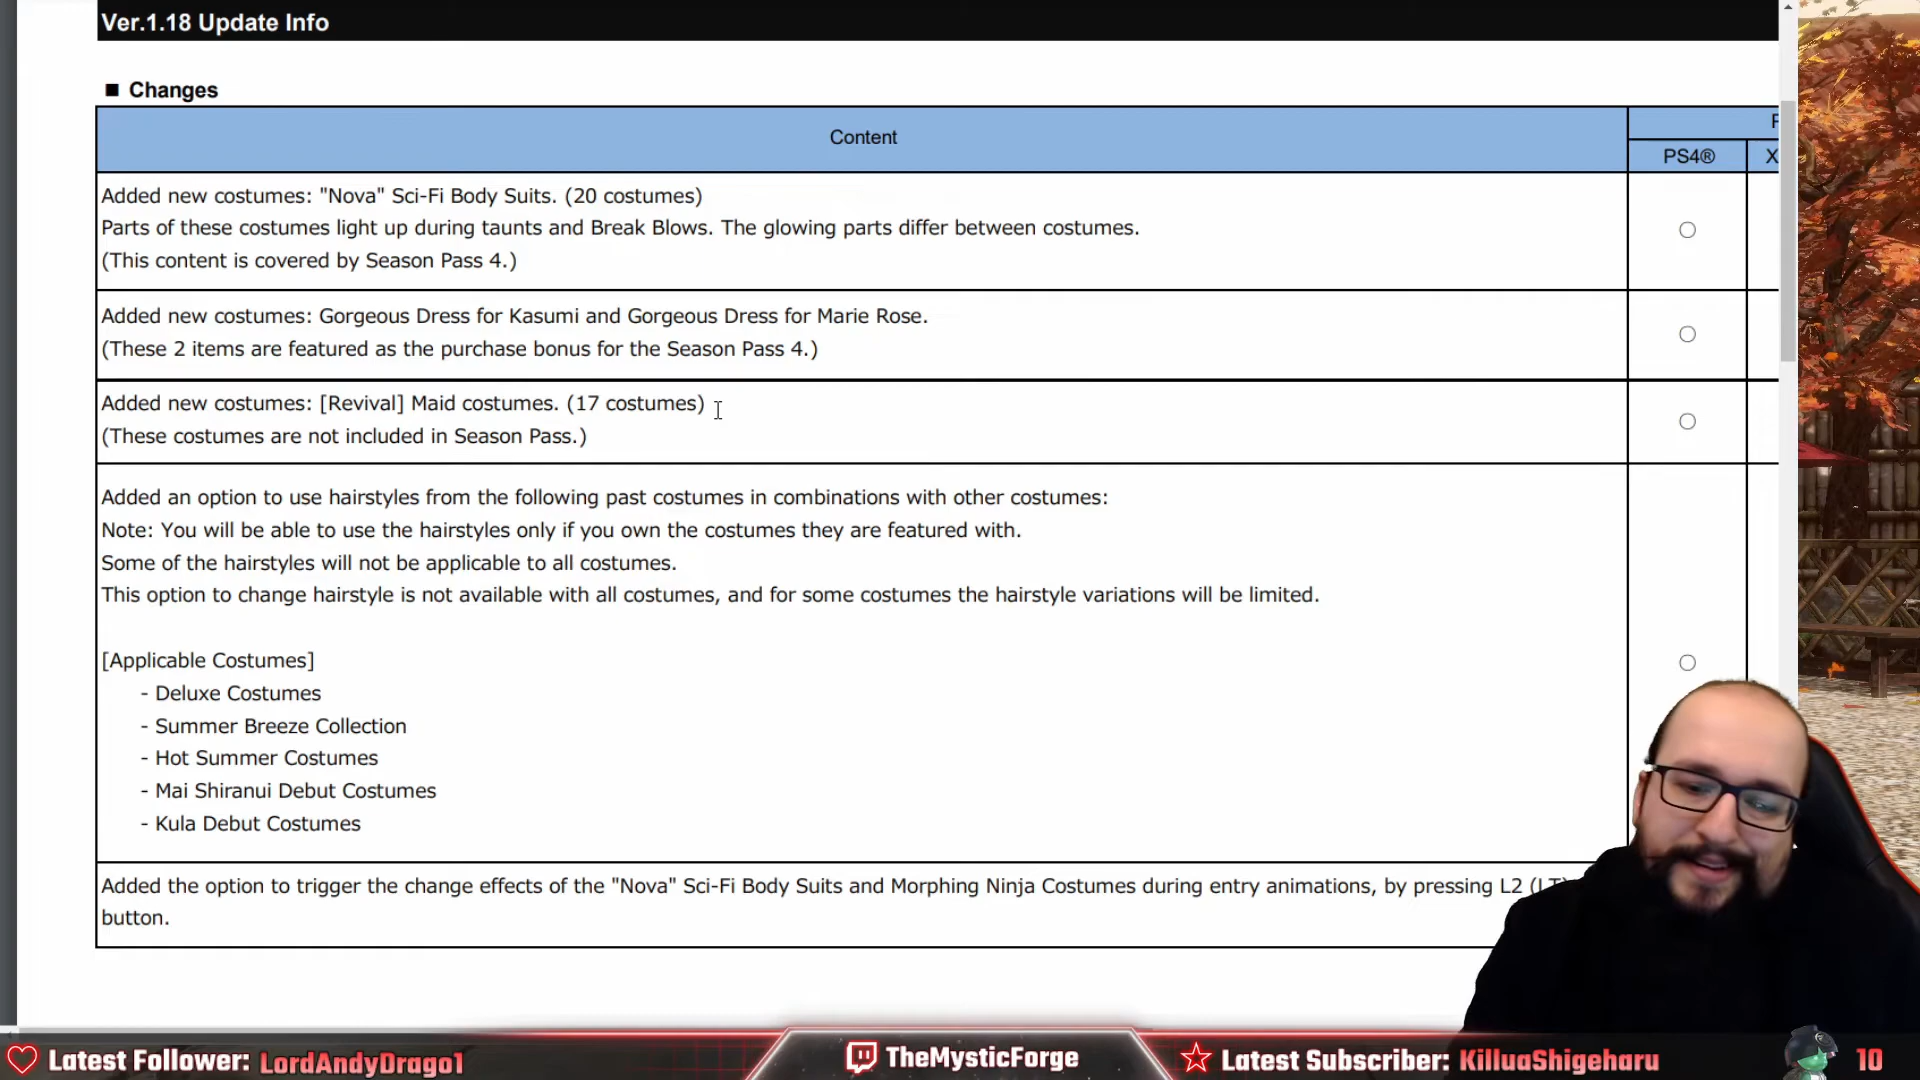 Ver.1.18 Update Info
■ Changes
Content
PS4®
Added new costumes: "Nova" Sci-Fi Body Suits. (20 costumes)
Parts of these costumes light up during taunts and Break Blows. The glowing parts differ between costumes.
(This content is covered by Season Pass 4.)
Added new costumes: Gorgeous Dress for Kasumi and Gorgeous Dress for Marie Rose.
(These 2 items are featured as the purchase bonus for the Season Pass 4.)
Added new costumes: [Revival] Maid costumes. (17 costumes)
(These costumes are not included in Season Pass.)
Added an option to use hairstyles from the following past costumes in combinations with other costumes:
Note: You will be able to use the hairstyles only if you own the costumes they are featured with.
Some of the hairstyles will not be applicable to all costumes.
This option to change hairstyle is not available with all costumes, and for some costumes the hairstyle variations will be limited.
[Applicable Costumes]
- Deluxe Costumes
- Summer Breeze Collection
- Hot Summer Costumes
- Mai Shiranui Debut Costumes
- Kula Debut Costumes
Added the option to trigger the change effects of the "Nova" Sci-Fi Body Suits and Morphing Ninja Costumes during entry animations, by pressing L2 (LT)
button.
Latest Follower: LordAndyDrago1
TheMysticForge
Latest Subscriber: KilluaShigeharu
10